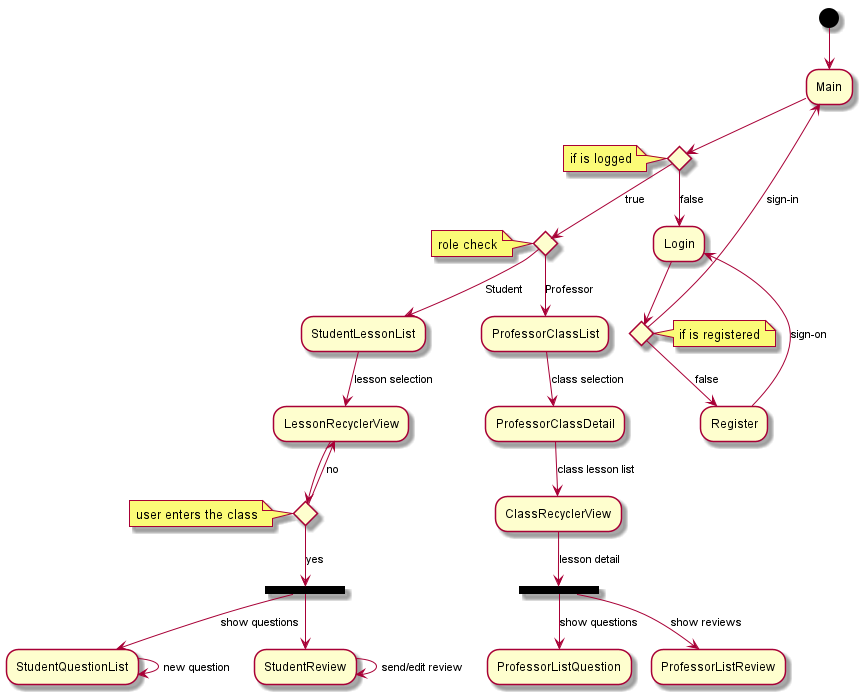 Main
if is logged
true
false
sign-in
role check
Login
Student
Professor
StudentLessonList
ProfessorClassList
if is registered
sign-on
lesson selection
class selection
false
LessonRecyclerView
ProfessorClassDetail
Register
no
class lesson list
user enters the class
ClassRecyclerView
yes
lesson detail
show questions
show questions
show reviews
StudentQuestionList
new question
StudentReview
send/edit review
ProfessorListQuestion
ProfessorListReview